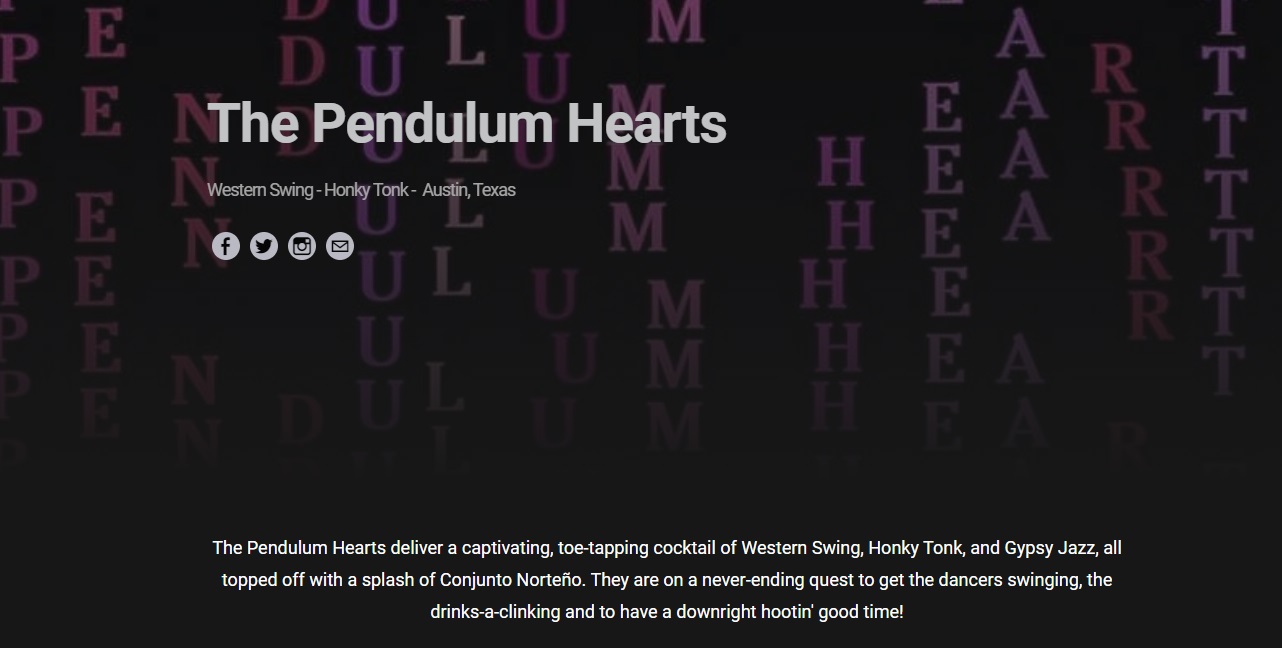 The Pendulum Hearts
Western Swing - Honky Tonk - Austin, Texas
The Pendulum Hearts deliver a captivating, toe-tapping cocktail of Western Swing, Honky Tonk, and Gypsy Jazz, all
topped off with a splash of Conjunto Norteño. They are on a never-ending quest to get the dancers swinging, the
drinks-a-clinking and to have a downright hootin' good time!